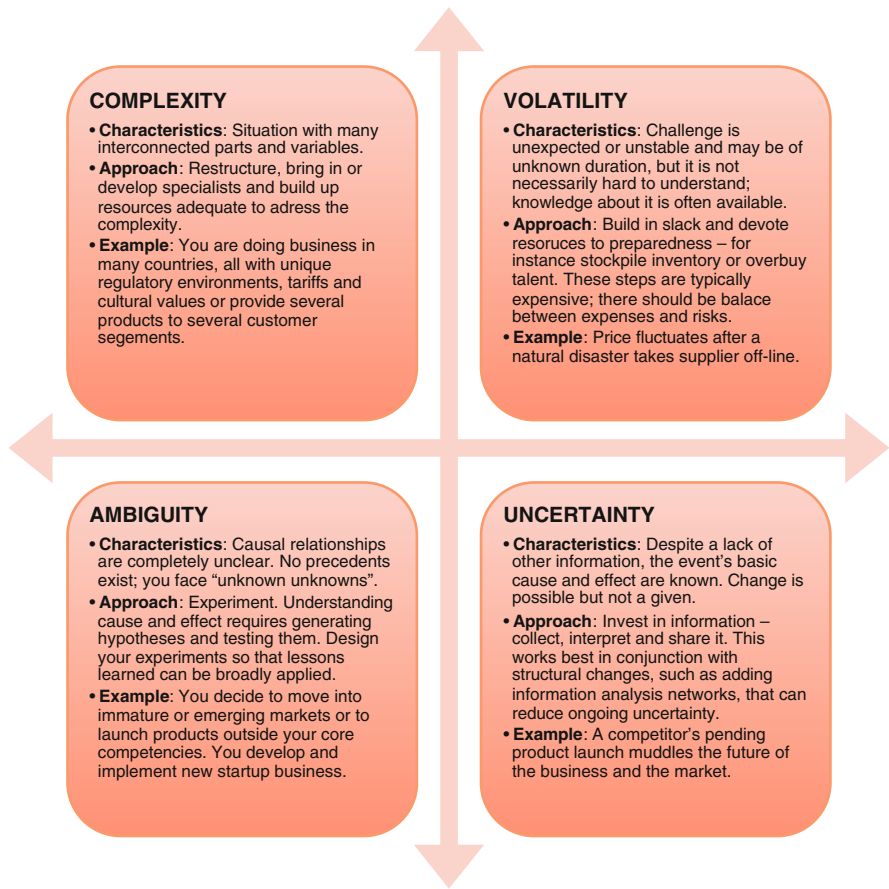 COMPLEXITY
• Characteristics: Situation with many
interconnected parts and variables.
• Approach: Restructure, bring in or
develop specialists and build up
resources adequate to adress the
complexity.
• Example: You are doing business in
many countries, all with unique
regulatory environments, tariffs and
cultural values or provide several
products to several customer
segements.
VOLATILITY
• Characteristics: Challenge is
unexpected or unstable and may be of
unknown duration, but it is not
necessarily hard to understand;
knowledge about it is often available.
• Approach: Build in slack and devote
resoruces to preparedness – for
instance stockpile inventory or overbuy
talent. These steps are typically
expensive; there should be balace
between expenses and risks.
• Example: Price fluctuates after a
natural disaster takes supplier off-line.
AMBIGUITY
• Characteristics: Causal relationships
are completely unclear. No precedents
exist; you face “unknown unknowns”.
• Approach: Experiment. Understanding
cause and effect requires generating
hypotheses and testing them. Design
your experiments so that lessons
learned can be broadly applied.
• Example: You decide to move into
immature or emerging markets or to
launch products outside your core
competencies. You develop and
implement new startup business.
UNCERTAINTY
• Characteristics: Despite a lack of
other information, the event’s basic
cause and effect are known. Change is
possible but not a given.
• Approach: Invest in information –
collect, interpret and share it. This
works best in conjunction with
structural changes, such as adding
information analysis networks, that can
reduce ongoing uncertainty.
• Example: A competitor’s pending
product launch muddles the future of
the business and the market.